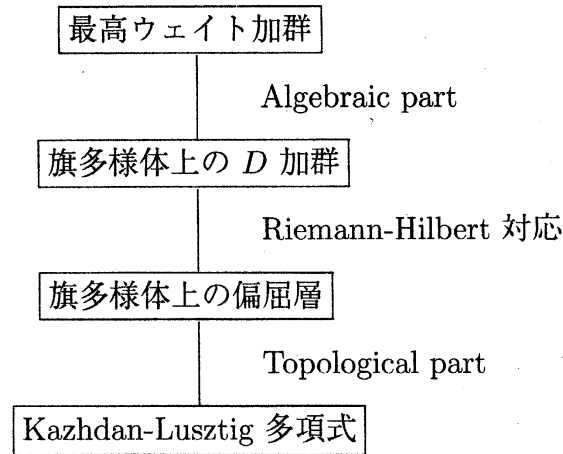 最高ウェイト加群
Algebraic part
旗多様体上の D 加群
Riemann-Hilbert 対応
旗多様体上の偏屈層
Topological part
Kazhdan-Lusztig 多項式